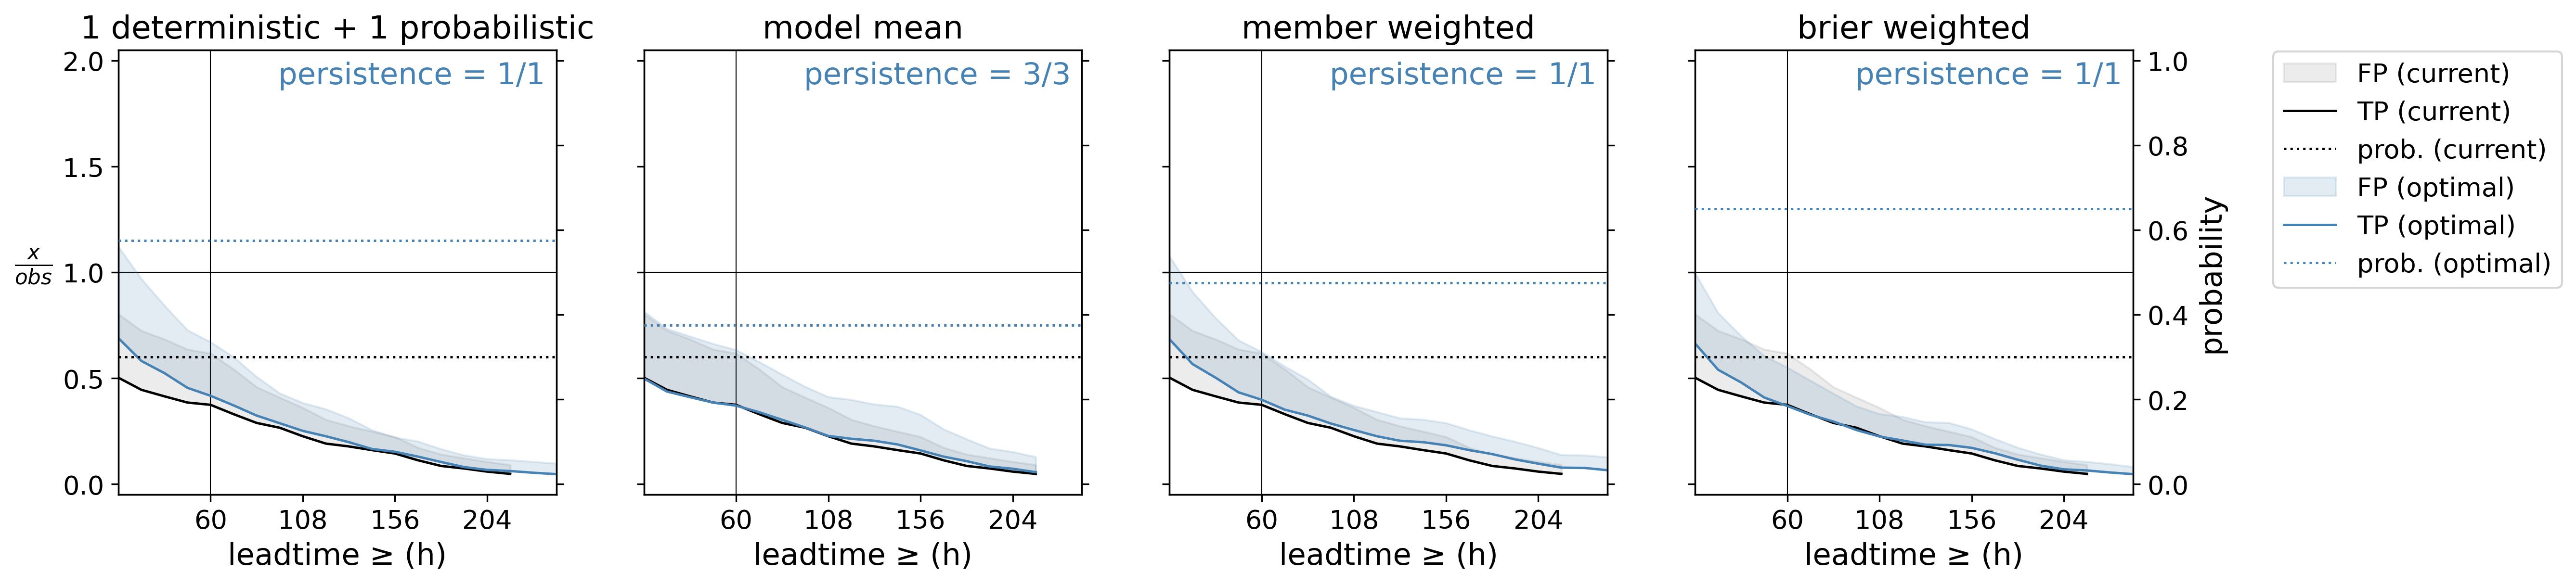 1 deterministic + 1 probabilistic
model mean
member weighted
brier weighted
persistence = 1/1
persistence = 3/3
persistence = 1/1
persistence = 1/1
x
obs
2.0
1.5
1.0
0.5
0.0
60 108 156 204
60 108 156 204
60 108 156 204
60 108 156 204
leadtime ≥ (h)
leadtime ≥ (h)
leadtime ≥ (h)
leadtime ≥ (h)
1.0
0.8
0.6
0.4
0.2
0.0
probability
FP (current)
TP (current)
prob. (current)
FP (optimal)
TP (optimal)
prob. (optimal)